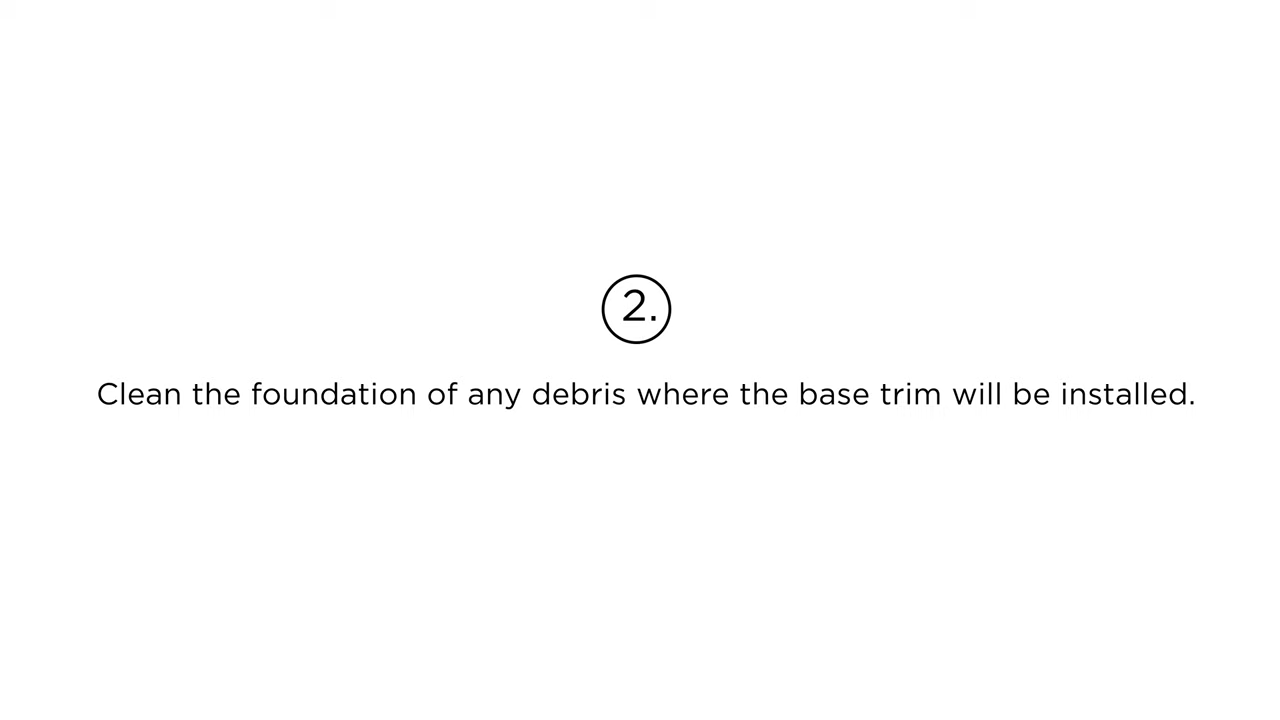 2.
Clean the foundation of any debris where the base trim will be installed.